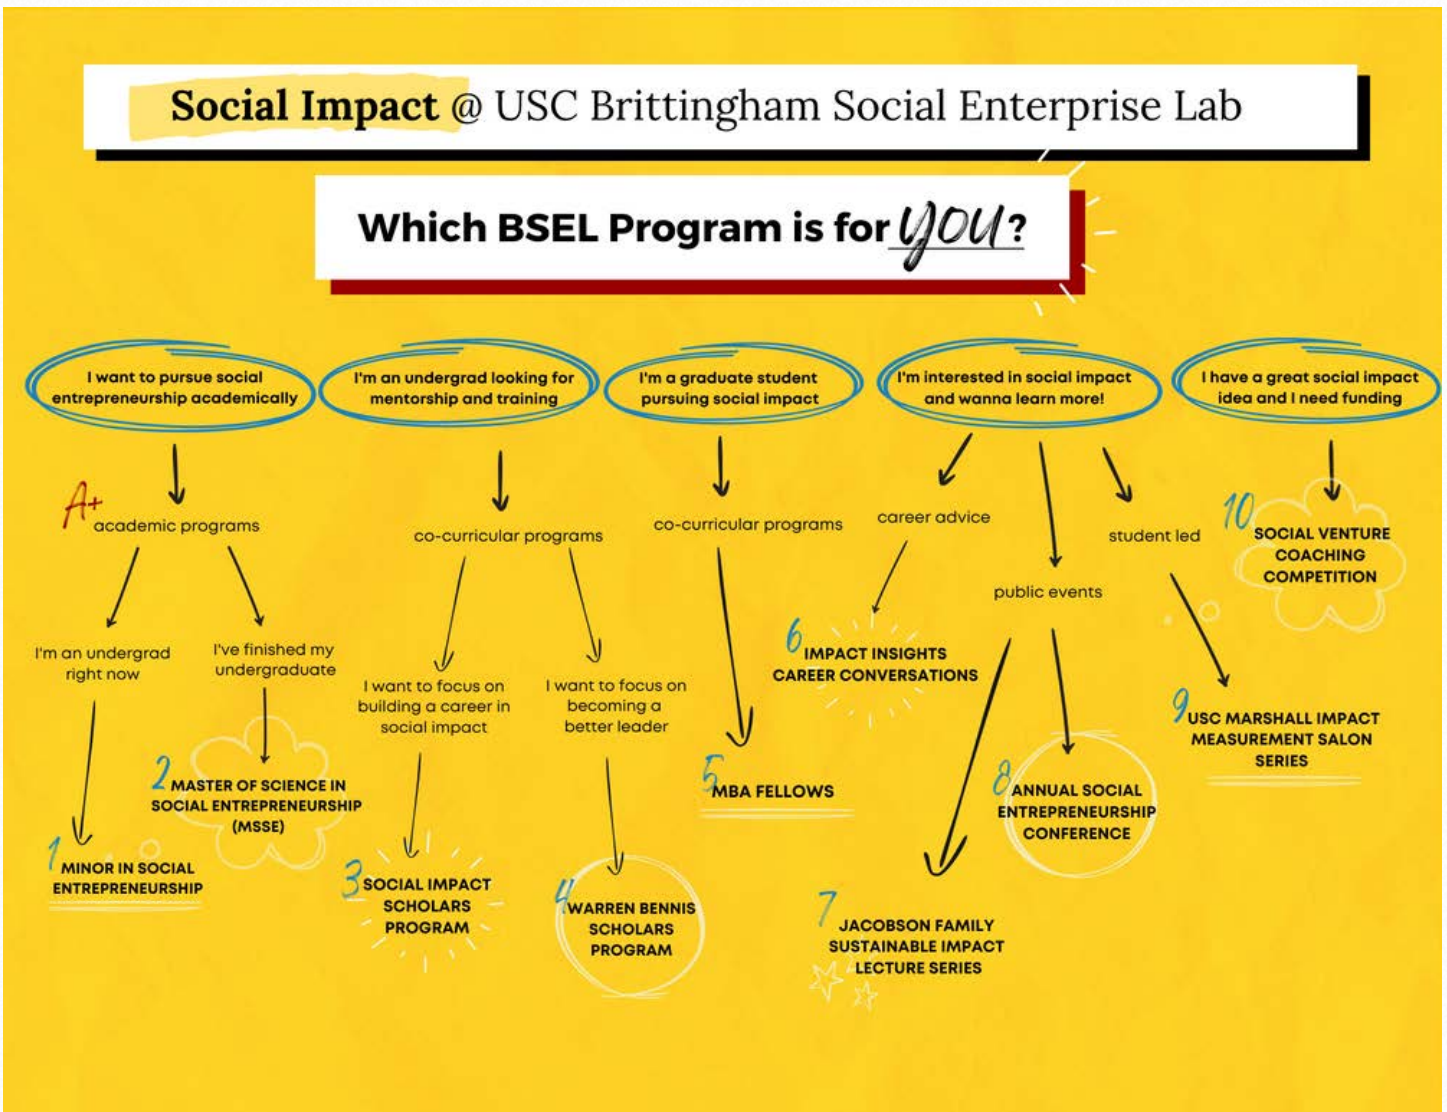 Social Impact @ USC Brittingham Social Enterprise Lab
Which BSEL Program is for you?
I want to pursue social
entrepreneurship academically
A+
academic programs
I'm an undergrad
right now
1
MINOR IN SOCIAL
ENTREPRENEURSHIP
I've finished my
undergraduate
2
MASTER OF SCIENCE IN
SOCIAL ENTREPRENEURSHIP
(MSSE)
I'm an undergrad looking for
mentorship and training
co-curricular programs
I want to focus on
building a career in
social impact
3
SOCIAL IMPACT
SCHOLARS
PROGRAM
I want to focus on
becoming a
better leader
4
WARREN BENNIS
SCHOLARS
PROGRAM
I'm a graduate student
pursuing social impact
co-curricular programs
5
MBA FELLOWS
I'm interested in social impact
and wanna learn more!
career advice
6
IMPACT INSIGHTS
CAREER CONVERSATIONS
public events
7
JACOBSON FAMILY
SUSTAINABLE IMPACT
LECTURE SERIES
8
ANNUAL SOCIAL
ENTREPRENEURSHIP
CONFERENCE
student led
9
USC MARSHALL IMPACT
MEASUREMENT SALON
SERIES
I have a great social impact
idea and I need funding
10
SOCIAL VENTURE
COACHING
COMPETITION